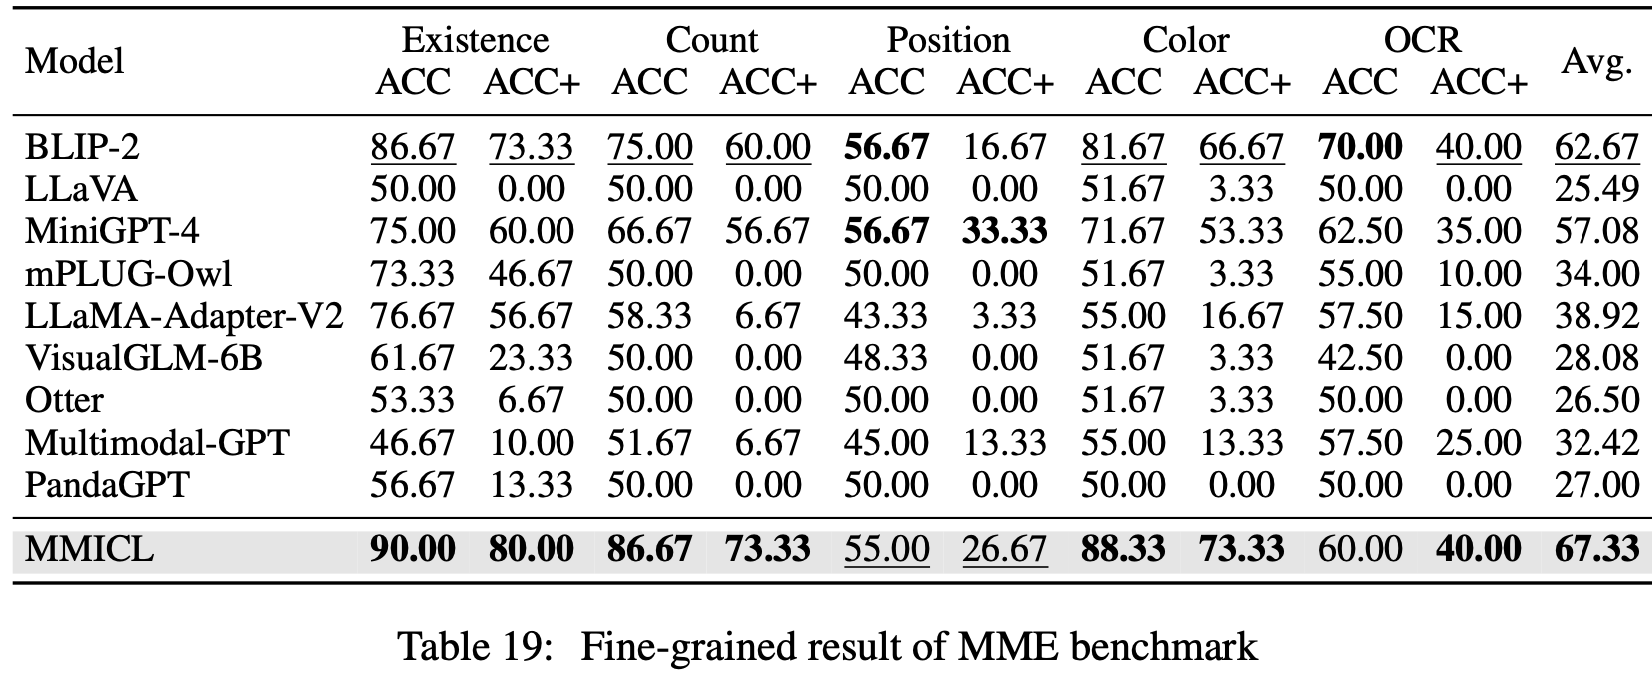 Model Existence Count Position Color OCR Avg.
ACC ACC+ ACC ACC+ ACC ACC+ ACC ACC+ ACC ACC+
BLIP-2 86.67 73.33 75.00 60.00 56.67 16.67 81.67 66.67 70.00 40.00 62.67
LLaVA 50.00 0.00 50.00 0.00 50.00 0.00 51.67 3.33 50.00 0.00 25.49
MiniGPT-4 75.00 60.00 66.67 56.67 56.67 33.33 71.67 53.33 62.50 35.00 57.08
mPLUG-Owl 73.33 46.67 50.00 0.00 50.00 0.00 51.67 3.33 55.00 10.00 34.00
LLaMA-Adapter-V2 76.67 56.67 58.33 6.67 43.33 3.33 55.00 16.67 57.50 15.00 38.92
VisualGLM-6B 61.67 23.33 50.00 0.00 48.33 0.00 51.67 3.33 42.50 0.00 28.08
Otter 53.33 6.67 50.00 0.00 50.00 0.00 51.67 3.33 50.00 0.00 26.50
Multimodal-GPT 46.67 10.00 51.67 6.67 45.00 13.33 55.00 13.33 57.50 25.00 32.42
PandaGPT 56.67 13.33 50.00 0.00 50.00 0.00 50.00 0.00 50.00 0.00 27.00
MMICL 90.00 80.00 86.67 73.33 55.00 26.67 88.33 73.33 60.00 40.00 67.33
Table 19: Fine-grained result of MME benchmark